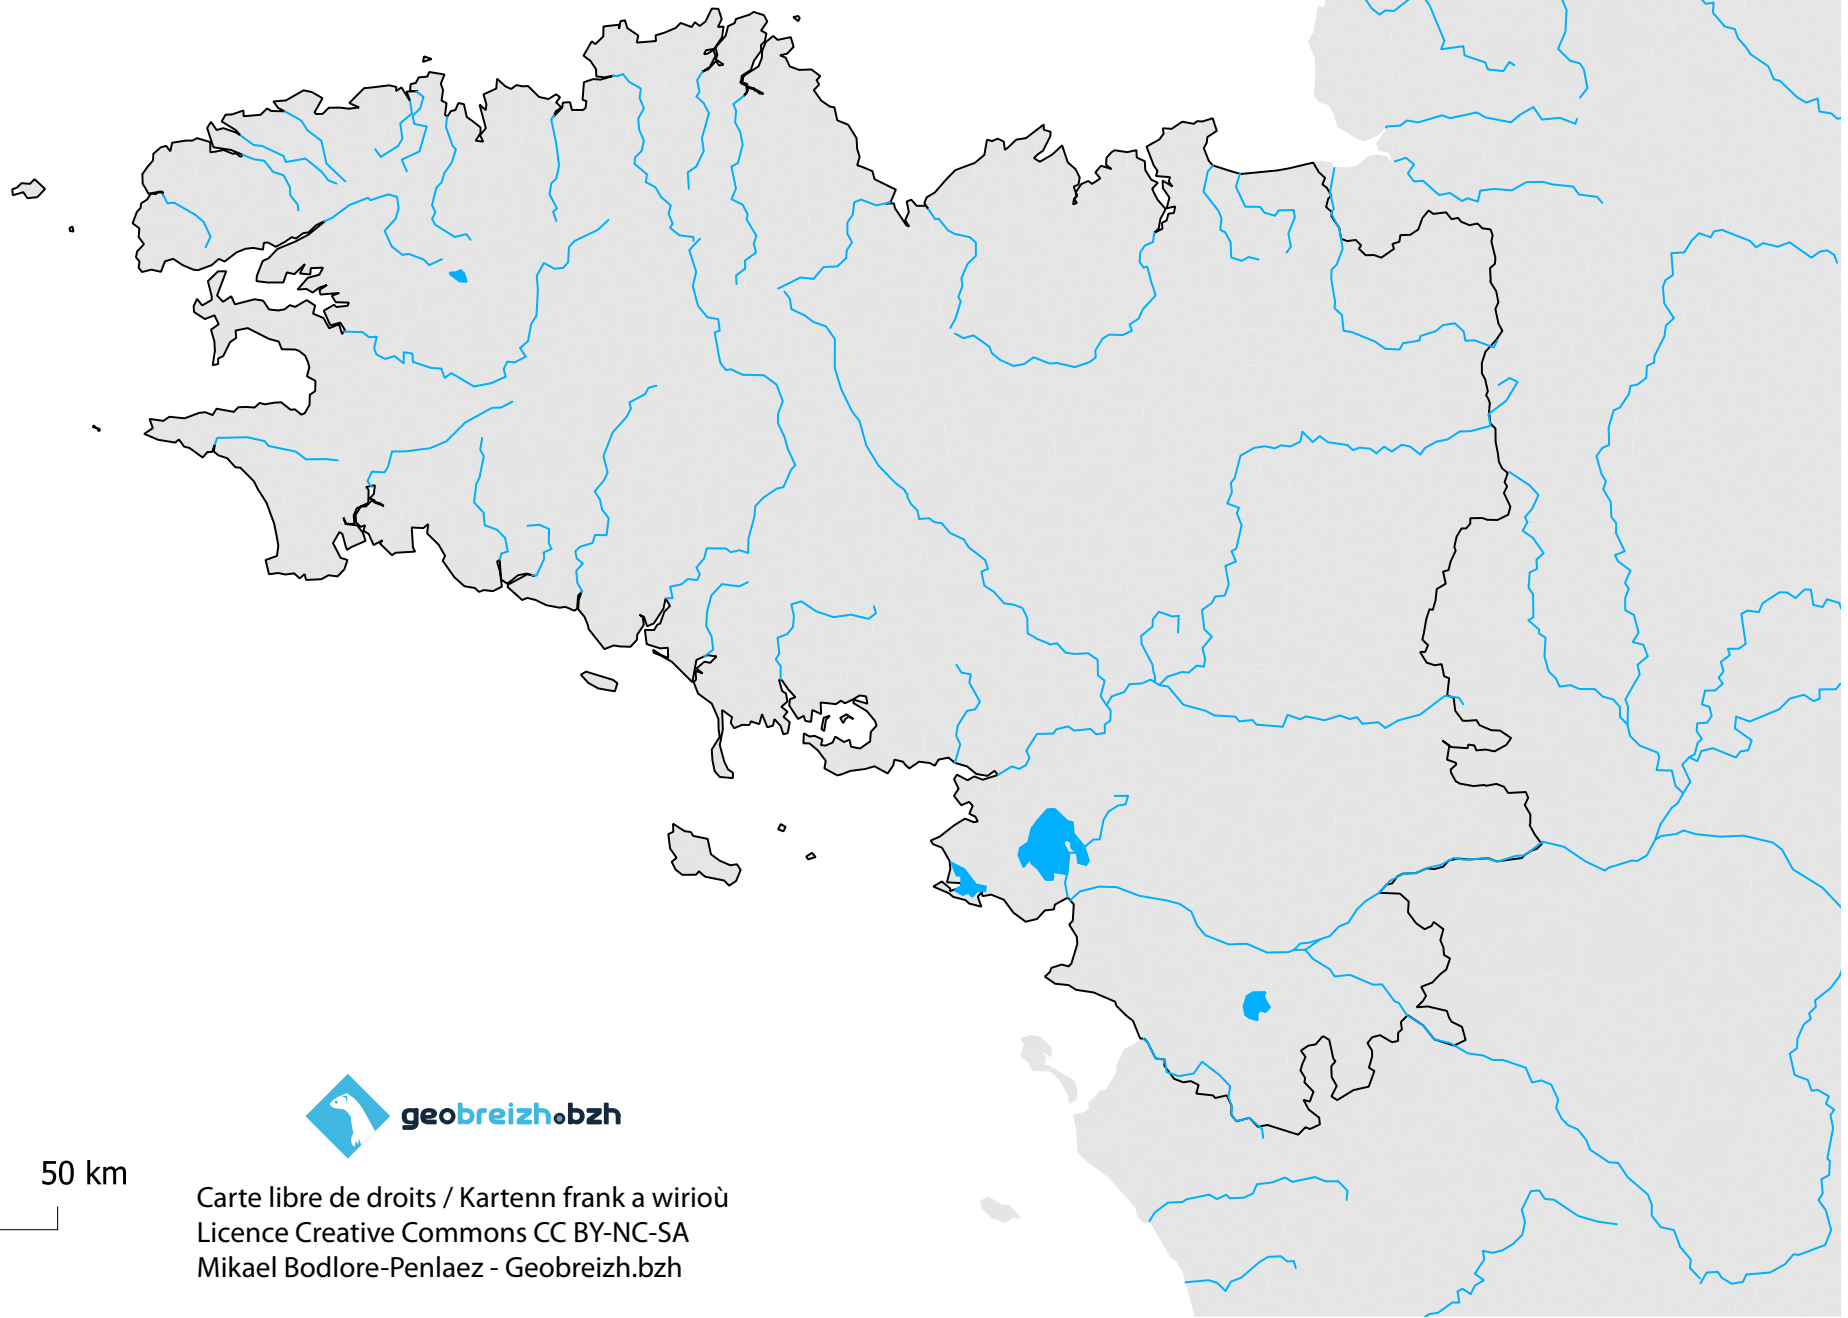 geobreizh.bzh
50 km
Carte libre de droits / Kartenn frank a wirioù
Licence Creative Commons CC BY-NC-SA
Mikael Bodlore-Penlaez - Geobreizh.bzh